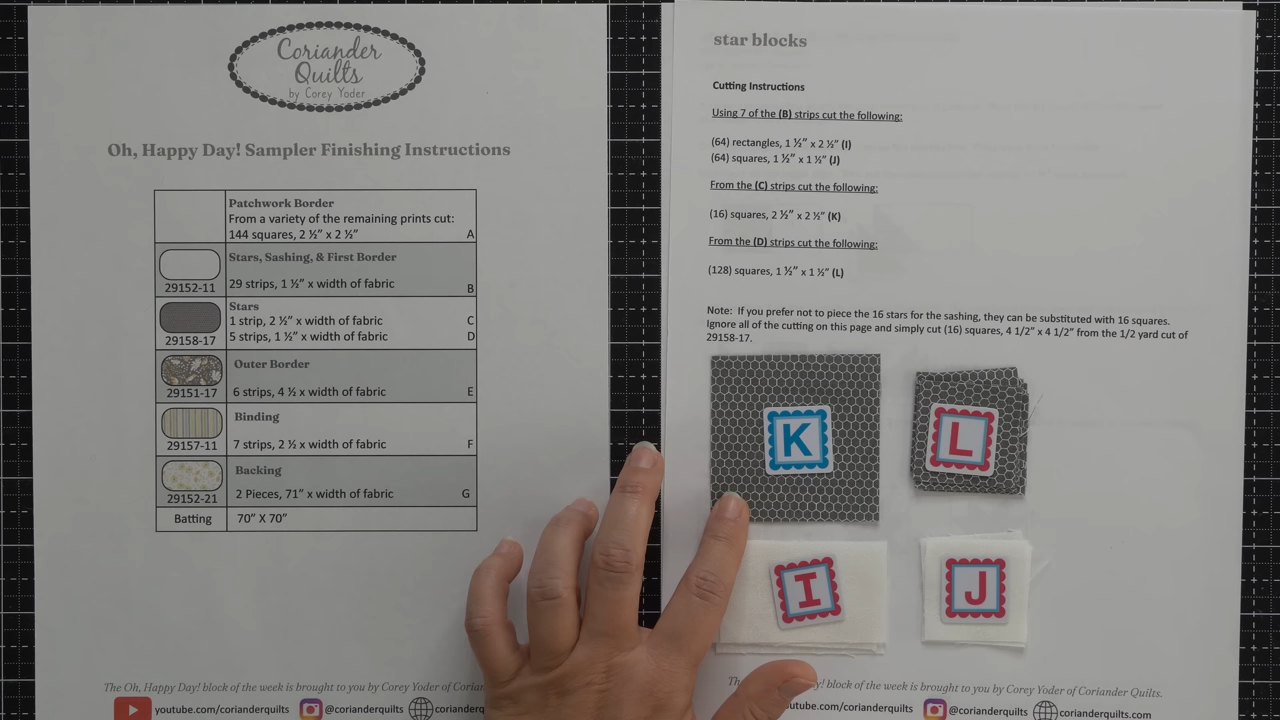 Coriander
Quilts
by Corey Yoder
Oh, Happy Day! Sampler Finishing Instructions
Patchwork Border
From a variety of the remaining prints cut:
144 squares, 2 ½" x 2 ½" A
Stars, Sashing, & First Border
29152-11 29 strips, 1 ½" x width of fabric B
Stars
1 strip, 2 ½" x width of fabric C
29158-17 5 strips, 1 ½" x width of fabric D
Outer Border
29151-17 6 strips, 4 ½ x width of fabric E
Binding
29157-11 7 strips, 2 ½ x width of fabric F
Backing
29152-21 2 Pieces, 71" x width of fabric G
Batting 70" X 70"
The Oh, Happy Day! block of the week is brought to you by Corey Yoder of
youtube.com/corianderquilts @corianderquilts
star blocks
Cutting Instructions
Using 7 of the (B) strips cut the following:
(64) rectangles, 1 ½" x 2 ½" (I)
(64) squares, 1 ½" x 1 ½" (J)
From the (C) strips cut the following:
(16) squares, 2 ½" x 2 ½" (K)
From the (D) strips cut the following:
(128) squares, 1 ½" x 1 ½" (L)
Note: If you prefer not to piece the 16 stars for the sashing, they can be substituted with 16 squares.
Ignore all of the cutting on this page and simply cut (16) squares, 4 1/2" x 4 1/2" from the 1/2 yard cut of
29158-17.
K L
I J
block of the week is brought to you by Corey Yoder of Coriander Quilts.
youtube.com/corianderquilts @corianderquilts corianderquilts.com